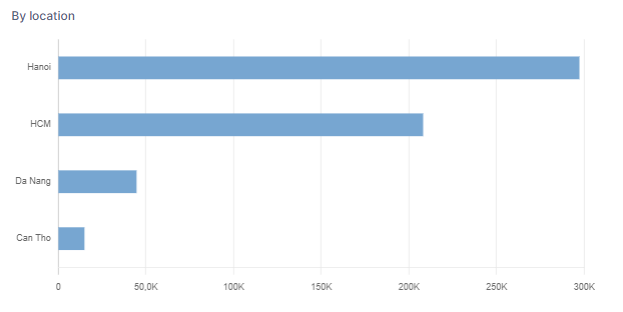 By location
Hanoi
HCM
Da Nang
Can Tho
0 50,0K 100K 150K 200K 250K 300K